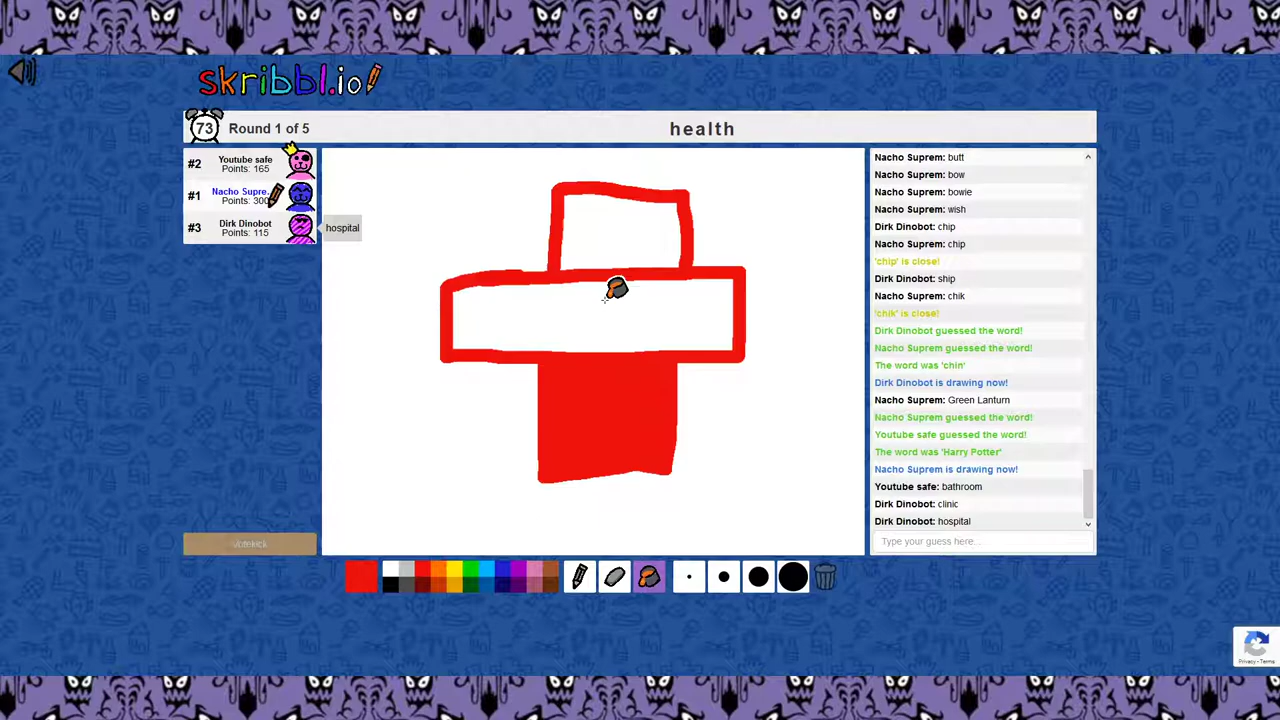 skribbl.io
73
Round 1 of 5
health
#2
Youtube safe
Points: 165
#1
Nacho Supre...
Points: 300
#3
Dirk Dinobot
Points: 115
hospital
Votekick
Nacho Suprem: butt
Nacho Suprem: bow
Nacho Suprem: bowie
Nacho Suprem: wish
Dirk Dinobot: chip
Nacho Suprem: chip
'chip' is close!
Dirk Dinobot: ship
Nacho Suprem: chik
'chik' is close!
Dirk Dinobot guessed the word!
Nacho Suprem guessed the word!
The word was 'chin'
Dirk Dinobot is drawing now!
Nacho Suprem: Green Lanturn
Nacho Suprem guessed the word!
Youtube safe guessed the word!
The word was 'Harry Potter'
Nacho Suprem is drawing now!
Youtube safe: bathroom
Dirk Dinobot: clinic
Dirk Dinobot: hospital
Type your guess here...
Privacy - Terms